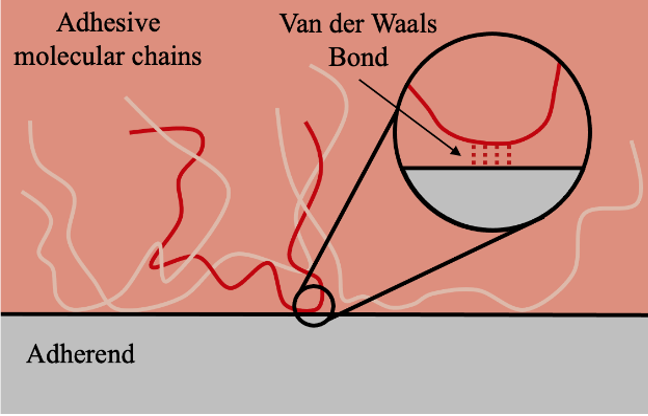 Adhesive
molecular chains
Van der Waals
Bond
Adherend